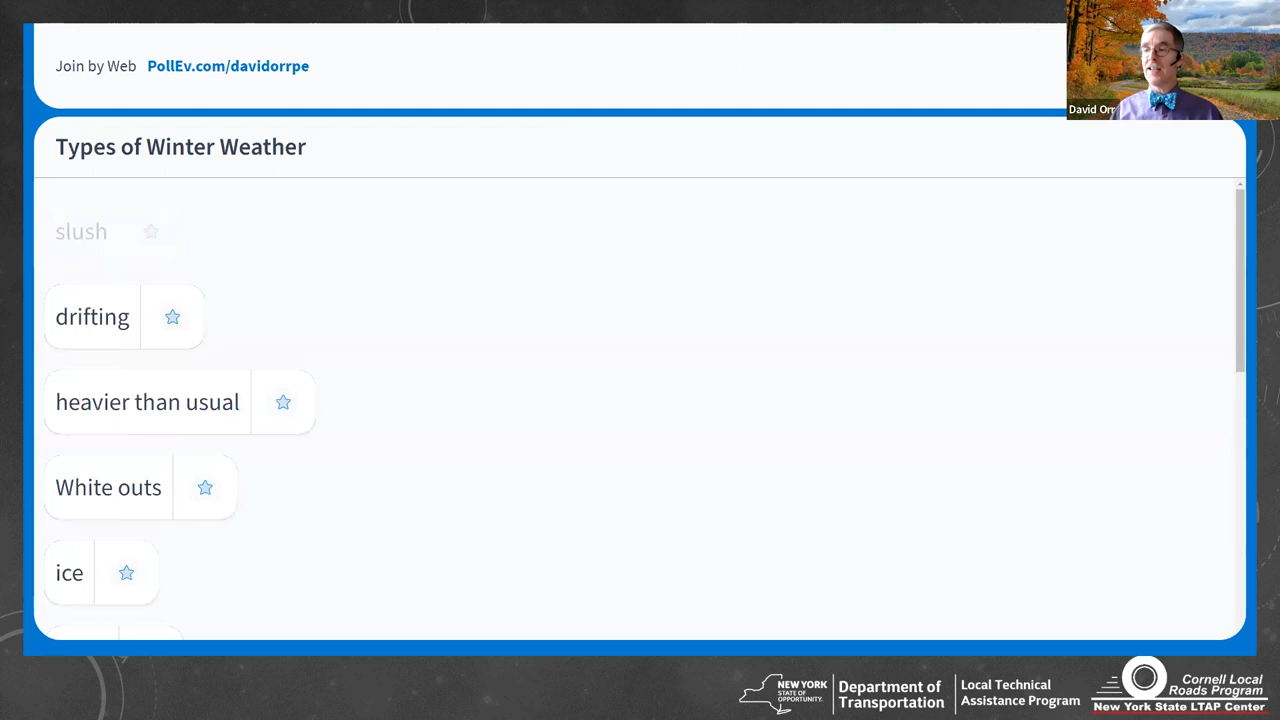 Join by Web PollEv.com/davidorrpe
David Orr
Types of Winter Weather
slush
drifting
heavier than usual
White outs
ice
NEW YORK
STATE OF
OPPORTUNITY.
Department of
Transportation
Local Technical
Assistance Program
Cornell Local
Roads Program
New York State LTAP Center